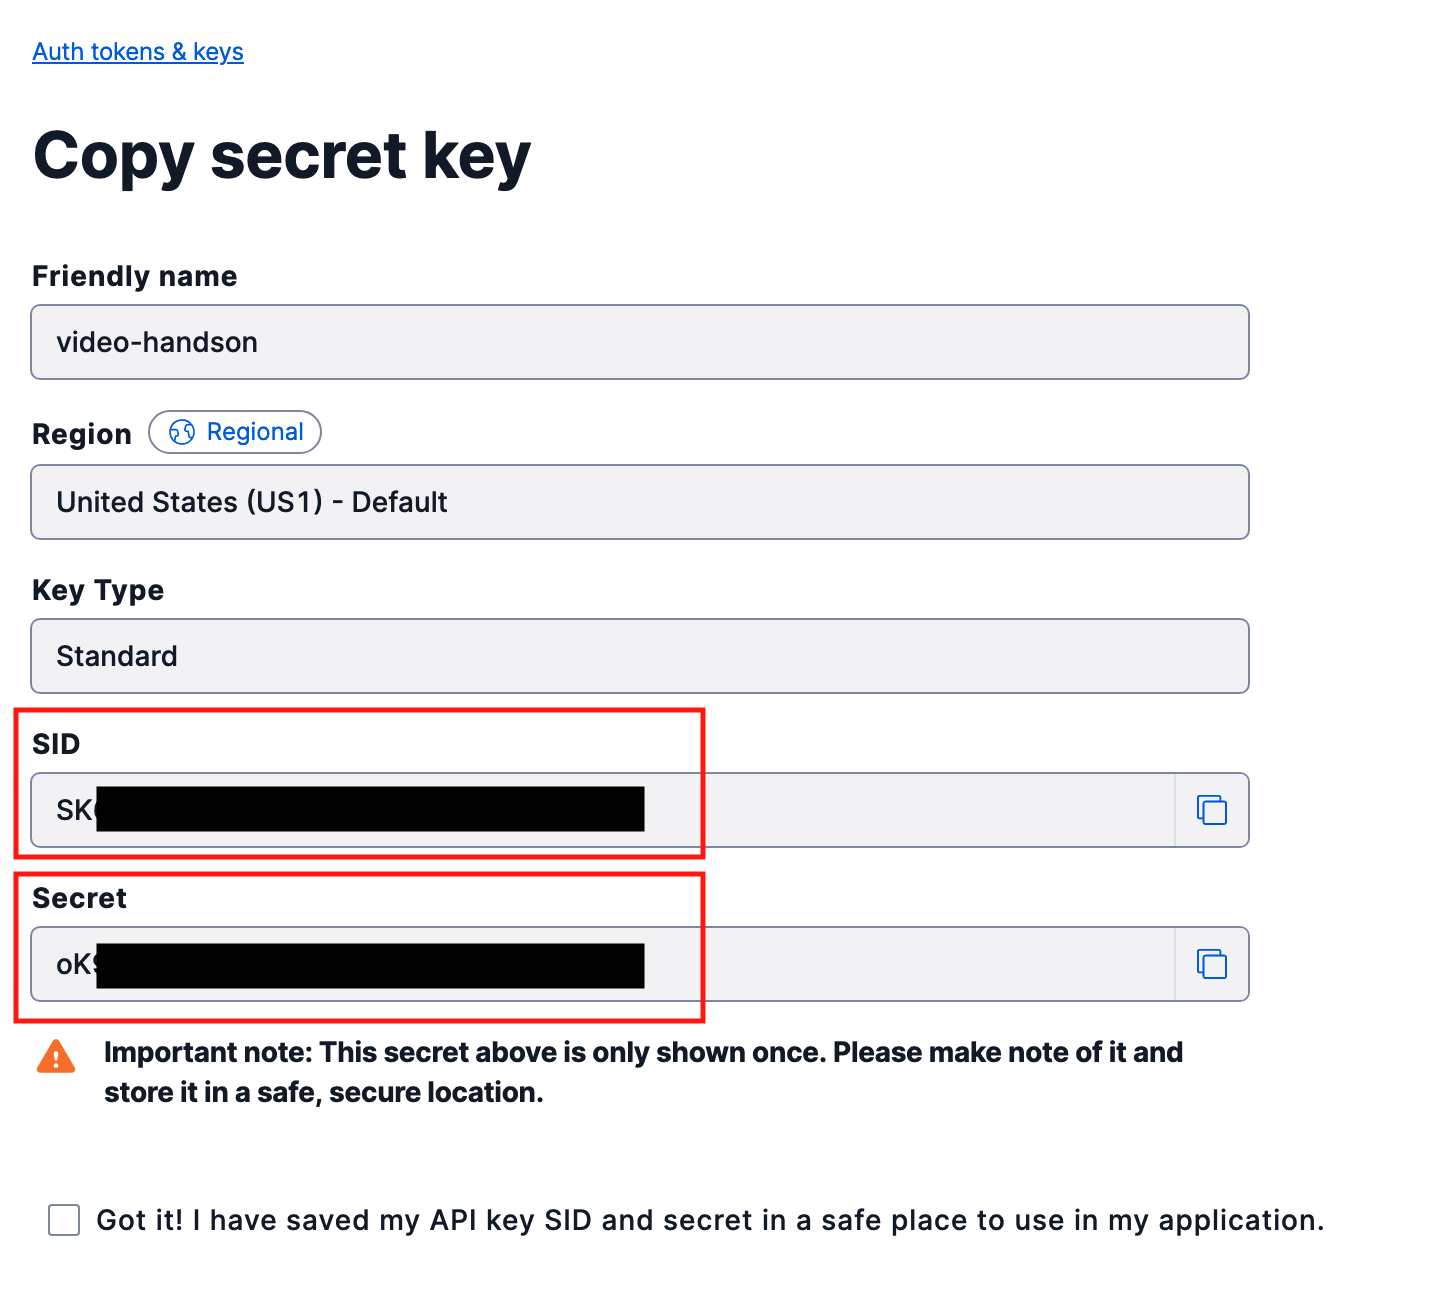 Auth tokens & keys
Copy secret key
Friendly name
video-handson
Region Regional
United States (US1) - Default
Key Type
Standard
SID
SK
Secret
oK
Important note: This secret above is only shown once. Please make note of it and
store it in a safe, secure location.
Got it! I have saved my API key SID and secret in a safe place to use in my application.